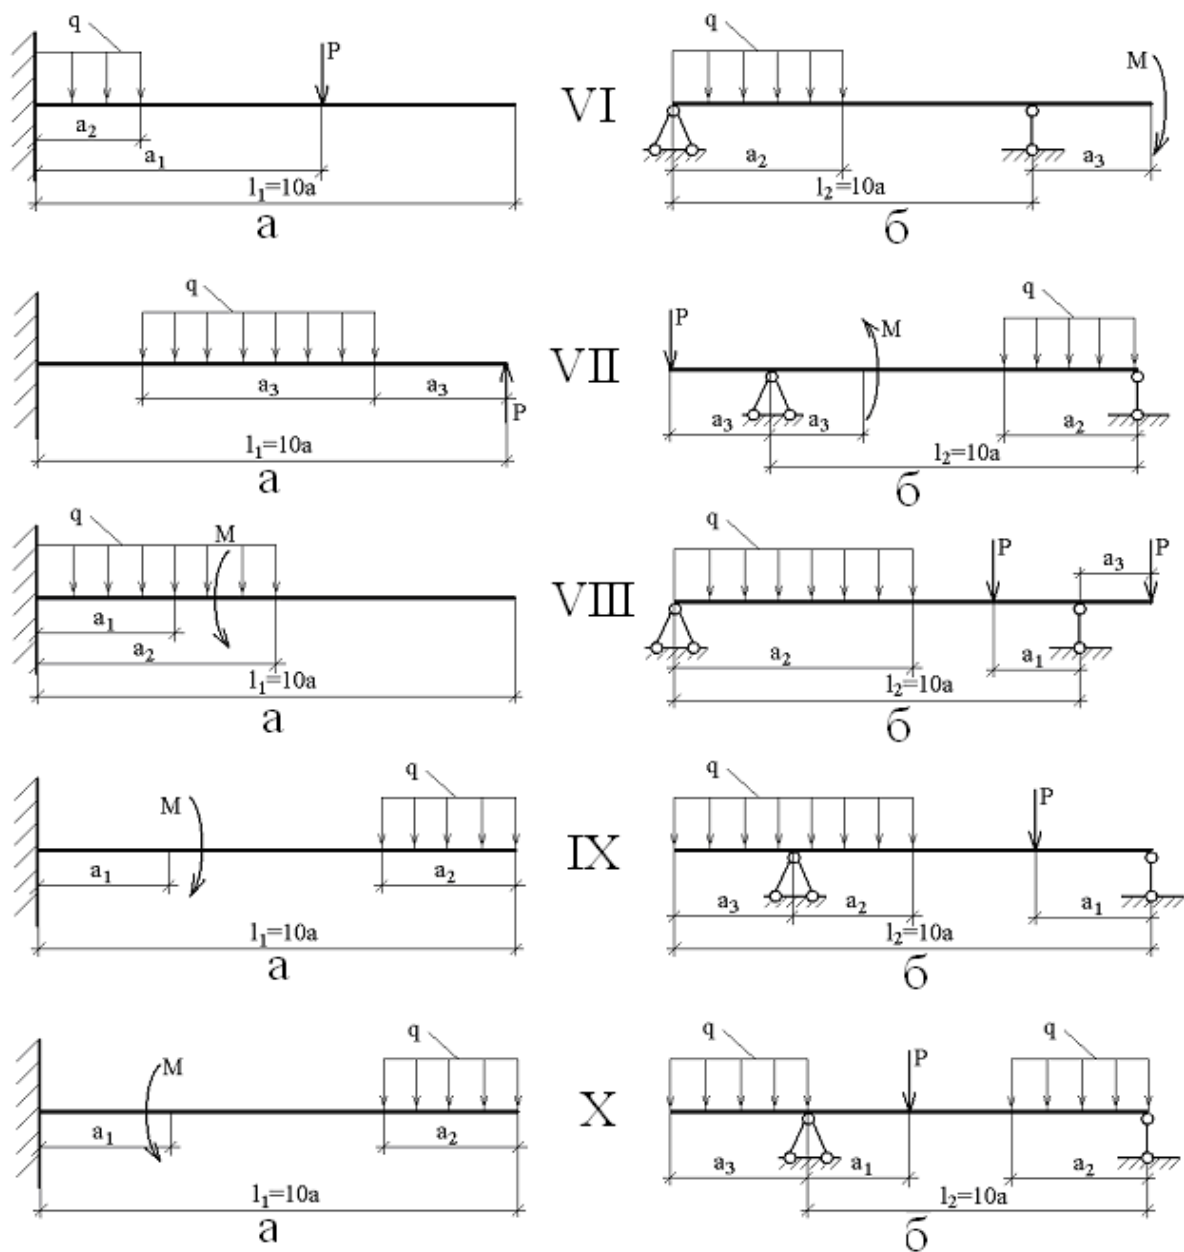 q
P
a₂
a₁
l₁=10a
а
VI
q
M
a₂
a₃
l₂=10a
б
q
a₃
a₃
P
l₁=10a
а
VII
P
M
q
a₃
a₃
a₂
l₂=10a
б
q
M
a₁
a₂
l₁=10a
а
VIII
q
P
P
a₃
a₂
a₁
l₂=10a
б
M
q
a₁
a₂
l₁=10a
а
IX
q
P
a₃
a₂
a₁
l₂=10a
б
M
q
a₁
a₂
l₁=10a
а
X
q
P
q
a₃
a₁
a₂
l₂=10a
б